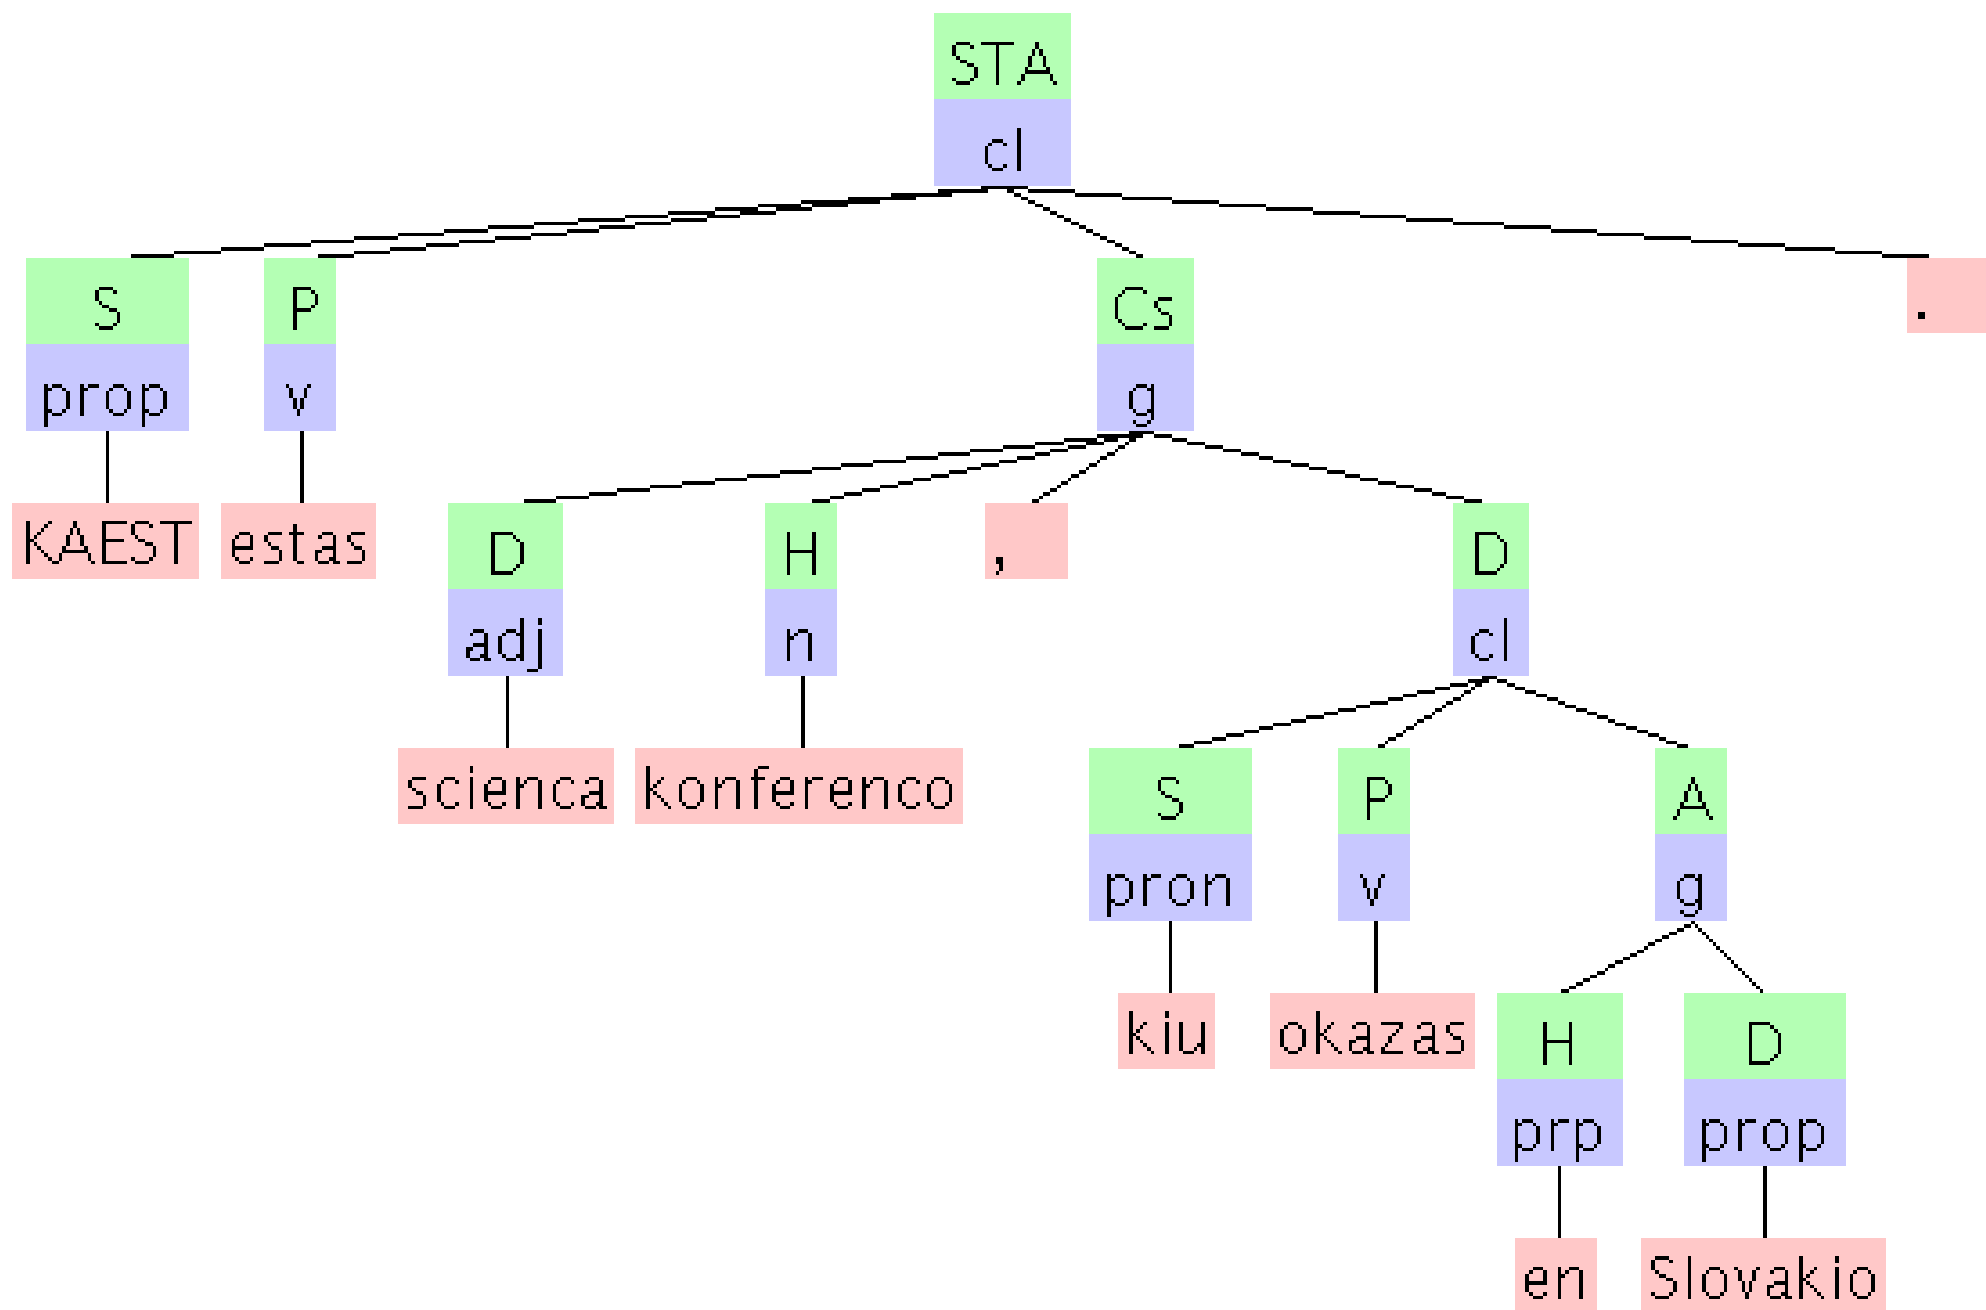 STA
cl
S P Cs .
prop v g
KAEST estas D H , D
adj n cl
scienca konferenco S P A
pron v g
kiu okazas H D
prp prop
en Slovakio